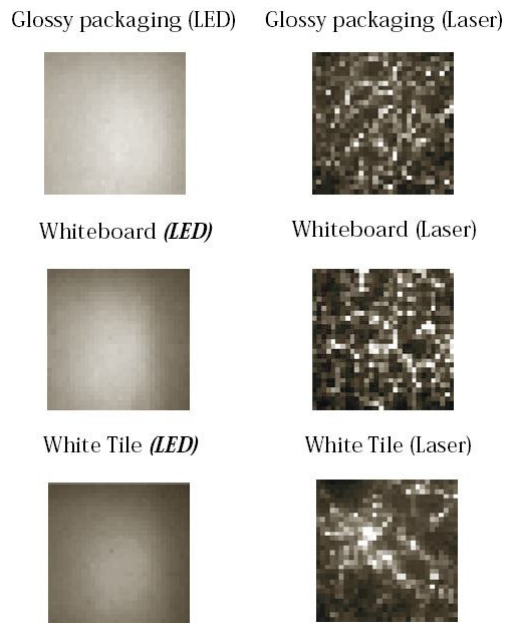 Glossy packaging (LED)
Glossy packaging (Laser)
Whiteboard (LED)
Whiteboard (Laser)
White Tile (LED)
White Tile (Laser)